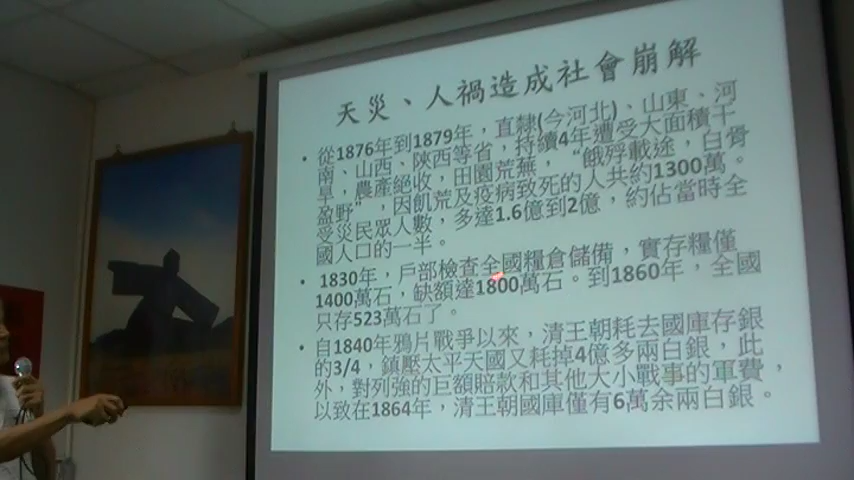 天災、人禍造成社會崩解
• 從1876年到1879年，直隸(今河北)、山東、河
南、山西、陝西等省，持續4年遭受大面積干
旱，農產絕收，田園荒蕪，“餓殍載途，白骨
盈野”，因飢荒及疫病致死的人共約1300萬。
受災民眾人數，多達1.6億到2億，約佔當時全
國人口的一半。
• 1830年，戶部檢查全國糧倉儲備，實存糧僅
1400萬石，缺額達1800萬石。到1860年，全國
只存523萬石了。
• 自1840年鴉片戰爭以來，清王朝耗去國庫存銀
的3/4，鎮壓太平天國又耗掉4億多兩白銀，此
外，對列強的巨額賠款和其他大小戰事的軍費，
以致在1864年，清王朝國庫僅有6萬余兩白銀。